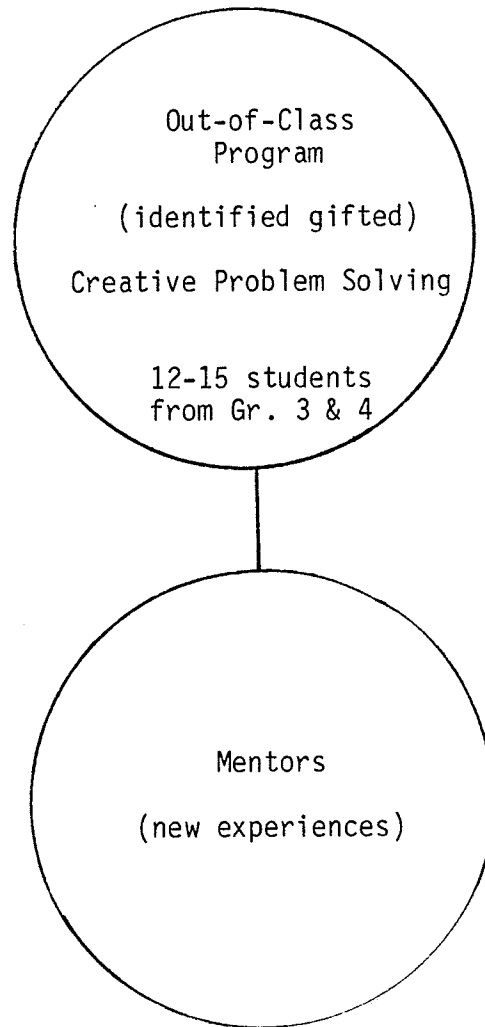 Out-of-Class
Program
(identified gifted)
Creative Problem Solving
12-15 students
from Gr. 3 & 4
Mentors
(new experiences)